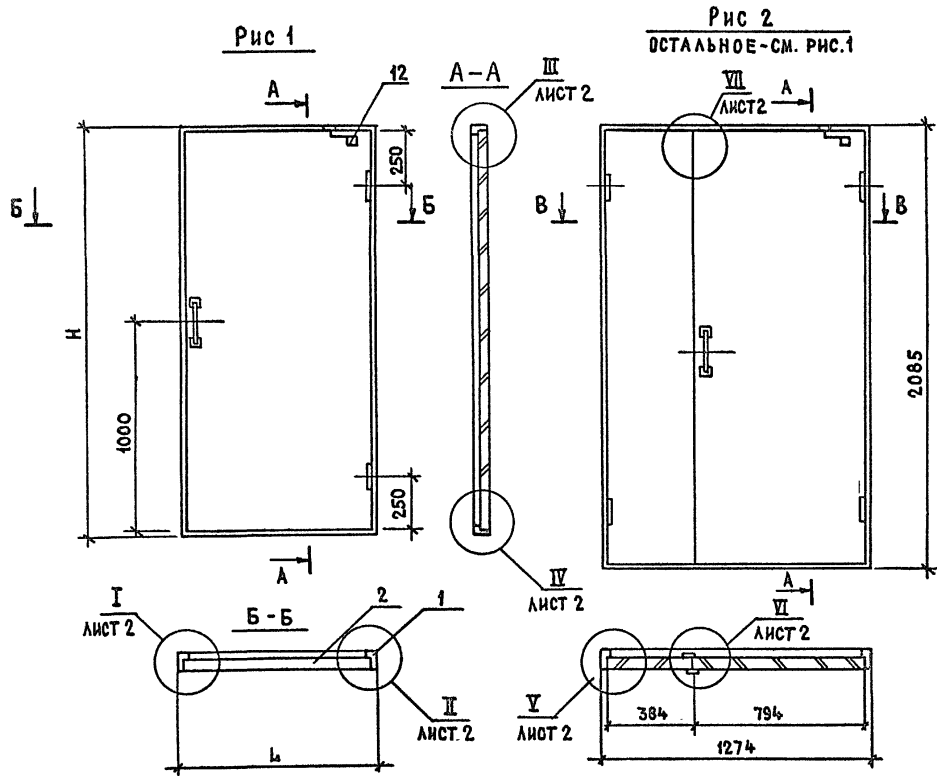 Рис 1
12
А
А-А
III
ЛИСТ 2
Рис 2
ОСТАЛЬНОЕ-СМ. РИС.1
VII
ЛИСТ2
А
250
Б
Б
В
В
H
1000
250
2085
А
IV
ЛИСТ 2
А
I
ЛИСТ 2
Б-Б
2
1
II
ЛИСТ. 2
L
VI
ЛИСТ 2
V
ЛИСТ 2
384
794
1274